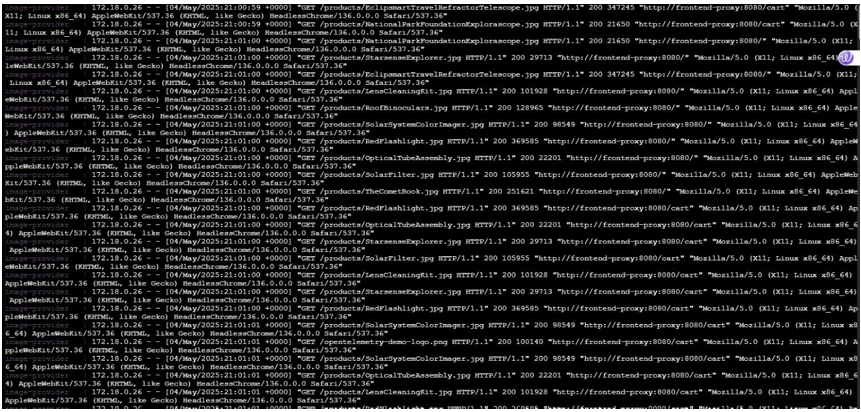 image-provider | 172.18.0.26 - - [04/May/2025:21:00:59 +0000] "GET /products/EclipsmartTravelRefractorTelescope.jpg HTTP/1.1" 200 347245 "http://frontend-proxy:8080/cart" "Mozilla/5.0 (
X11; Linux x86_64) AppleWebKit/537.36 (KHTML, like Gecko) HeadlessChrome/136.0.0.0 Safari/537.36"
image-provider | 172.18.0.26 - - [04/May/2025:21:00:59 +0000] "GET /products/NationalParkFoundationExplorascope.jpg HTTP/1.1" 200 21650 "http://frontend-proxy:8080/cart" "Mozilla/5.0 (X
11; Linux x86_64) AppleWebKit/537.36 (KHTML, like Gecko) HeadlessChrome/136.0.0.0 Safari/537.36"
image-provider | 172.18.0.26 - - [04/May/2025:21:01:00 +0000] "GET /products/NationalParkFoundationExplorascope.jpg HTTP/1.1" 200 21650 "http://frontend-proxy:8080/" "Mozilla/5.0 (X11;
Linux x86_64) AppleWebKit/537.36 (KHTML, like Gecko) HeadlessChrome/136.0.0.0 Safari/537.36"
image-provider | 172.18.0.26 - - [04/May/2025:21:01:00 +0000] "GET /products/StarsenseExplorer.jpg HTTP/1.1" 200 29713 "http://frontend-proxy:8080/" "Mozilla/5.0 (X11; Linux x86_64)
leWebKit/537.36 (KHTML, like Gecko) HeadlessChrome/136.0.0.0 Safari/537.36"
image-provider | 172.18.0.26 - - [04/May/2025:21:01:00 +0000] "GET /products/EclipsmartTravelRefractorTelescope.jpg HTTP/1.1" 200 347245 "http://frontend-proxy:8080/" "Mozilla/5.0 (X11;
Linux x86_64) AppleWebKit/537.36 (KHTML, like Gecko) HeadlessChrome/136.0.0.0 Safari/537.36"
image-provider | 172.18.0.26 - - [04/May/2025:21:01:00 +0000] "GET /products/LensCleaningKit.jpg HTTP/1.1" 200 101928 "http://frontend-proxy:8080/" "Mozilla/5.0 (X11; Linux x86_64) Appl
eWebKit/537.36 (KHTML, like Gecko) HeadlessChrome/136.0.0.0 Safari/537.36"
image-provider | 172.18.0.26 - - [04/May/2025:21:01:00 +0000] "GET /products/RoofBinoculars.jpg HTTP/1.1" 200 128965 "http://frontend-proxy:8080/" "Mozilla/5.0 (X11; Linux x86_64) Apple
WebKit/537.36 (KHTML, like Gecko) HeadlessChrome/136.0.0.0 Safari/537.36"
image-provider | 172.18.0.26 - - [04/May/2025:21:01:00 +0000] "GET /products/SolarSystemColorImager.jpg HTTP/1.1" 200 98549 "http://frontend-proxy:8080/" "Mozilla/5.0 (X11; Linux x86_64
) AppleWebKit/537.36 (KHTML, like Gecko) HeadlessChrome/136.0.0.0 Safari/537.36"
image-provider | 172.18.0.26 - - [04/May/2025:21:01:00 +0000] "GET /products/RedFlashlight.jpg HTTP/1.1" 200 369585 "http://frontend-proxy:8080/" "Mozilla/5.0 (X11; Linux x86_64) AppleW
ebKit/537.36 (KHTML, like Gecko) HeadlessChrome/136.0.0.0 Safari/537.36"
image-provider | 172.18.0.26 - - [04/May/2025:21:01:00 +0000] "GET /products/OpticalTubeAssembly.jpg HTTP/1.1" 200 22201 "http://frontend-proxy:8080/" "Mozilla/5.0 (X11; Linux x86_64) A
ppleWebKit/537.36 (KHTML, like Gecko) HeadlessChrome/136.0.0.0 Safari/537.36"
image-provider | 172.18.0.26 - - [04/May/2025:21:01:00 +0000] "GET /products/SolarFilter.jpg HTTP/1.1" 200 105955 "http://frontend-proxy:8080/" "Mozilla/5.0 (X11; Linux x86_64) AppleWeb
Kit/537.36 (KHTML, like Gecko) HeadlessChrome/136.0.0.0 Safari/537.36"
image-provider | 172.18.0.26 - - [04/May/2025:21:01:00 +0000] "GET /products/TheCometBook.jpg HTTP/1.1" 200 251621 "http://frontend-proxy:8080/" "Mozilla/5.0 (X11; Linux x86_64) AppleWe
bKit/537.36 (KHTML, like Gecko) HeadlessChrome/136.0.0.0 Safari/537.36"
image-provider | 172.18.0.26 - - [04/May/2025:21:01:00 +0000] "GET /products/RedFlashlight.jpg HTTP/1.1" 200 369585 "http://frontend-proxy:8080/cart" "Mozilla/5.0 (X11; Linux x86_64) Ap
pleWebKit/537.36 (KHTML, like Gecko) HeadlessChrome/136.0.0.0 Safari/537.36"
image-provider | 172.18.0.26 - - [04/May/2025:21:01:00 +0000] "GET /products/OpticalTubeAssembly.jpg HTTP/1.1" 200 22201 "http://frontend-proxy:8080/cart" "Mozilla/5.0 (X11; Linux x86_6
4) AppleWebKit/537.36 (KHTML, like Gecko) HeadlessChrome/136.0.0.0 Safari/537.36"
image-provider | 172.18.0.26 - - [04/May/2025:21:01:00 +0000] "GET /products/StarsenseExplorer.jpg HTTP/1.1" 200 29713 "http://frontend-proxy:8080/cart" "Mozilla/5.0 (X11; Linux x86_64)
AppleWebKit/537.36 (KHTML, like Gecko) HeadlessChrome/136.0.0.0 Safari/537.36"
image-provider | 172.18.0.26 - - [04/May/2025:21:01:00 +0000] "GET /products/SolarFilter.jpg HTTP/1.1" 200 105955 "http://frontend-proxy:8080/cart" "Mozilla/5.0 (X11; Linux x86_64) Appl
eWebKit/537.36 (KHTML, like Gecko) HeadlessChrome/136.0.0.0 Safari/537.36"
image-provider | 172.18.0.26 - - [04/May/2025:21:01:00 +0000] "GET /products/LensCleaningKit.jpg HTTP/1.1" 200 101928 "http://frontend-proxy:8080/cart" "Mozilla/5.0 (X11; Linux x86_64)
AppleWebKit/537.36 (KHTML, like Gecko) HeadlessChrome/136.0.0.0 Safari/537.36"
image-provider | 172.18.0.26 - - [04/May/2025:21:01:00 +0000] "GET /products/StarsenseExplorer.jpg HTTP/1.1" 200 29713 "http://frontend-proxy:8080/cart" "Mozilla/5.0 (X11; Linux x86_64)
AppleWebKit/537.36 (KHTML, like Gecko) HeadlessChrome/136.0.0.0 Safari/537.36"
image-provider | 172.18.0.26 - - [04/May/2025:21:01:00 +0000] "GET /products/RedFlashlight.jpg HTTP/1.1" 200 369585 "http://frontend-proxy:8080/cart" "Mozilla/5.0 (X11; Linux x86_64) Ap
pleWebKit/537.36 (KHTML, like Gecko) HeadlessChrome/136.0.0.0 Safari/537.36"
image-provider | 172.18.0.26 - - [04/May/2025:21:01:01 +0000] "GET /products/SolarSystemColorImager.jpg HTTP/1.1" 200 98549 "http://frontend-proxy:8080/cart" "Mozilla/5.0 (X11; Linux x8
6_64) AppleWebKit/537.36 (KHTML, like Gecko) HeadlessChrome/136.0.0.0 Safari/537.36"
image-provider | 172.18.0.26 - - [04/May/2025:21:01:01 +0000] "GET /opentelemetry-demo-logo.png HTTP/1.1" 200 100140 "http://frontend-proxy:8080/" "Mozilla/5.0 (X11; Linux x86_64) A
ppleWebKit/537.36 (KHTML, like Gecko) HeadlessChrome/136.0.0.0 Safari/537.36"
image-provider | 172.18.0.26 - - [04/May/2025:21:01:01 +0000] "GET /products/SolarSystemColorImager.jpg HTTP/1.1" 200 98549 "http://frontend-proxy:8080/cart" "Mozilla/5.0 (X11; Linux x8
6_64) AppleWebKit/537.36 (KHTML, like Gecko) HeadlessChrome/136.0.0.0 Safari/537.36"
image-provider | 172.18.0.26 - - [04/May/2025:21:01:01 +0000] "GET /products/OpticalTubeAssembly.jpg HTTP/1.1" 200 22201 "http://frontend-proxy:8080/cart" "Mozilla/5.0 (X11; Linux x86_6
4) AppleWebKit/537.36 (KHTML, like Gecko) HeadlessChrome/136.0.0.0 Safari/537.36"
image-provider | 172.18.0.26 - - [04/May/2025:21:01:01 +0000] "GET /products/LensCleaningKit.jpg HTTP/1.1" 200 101928 "http://frontend-proxy:8080/cart" "Mozilla/5.0 (X11; Linux x86_64)
AppleWebKit/537.36 (KHTML, like Gecko) HeadlessChrome/136.0.0.0 Safari/537.36"